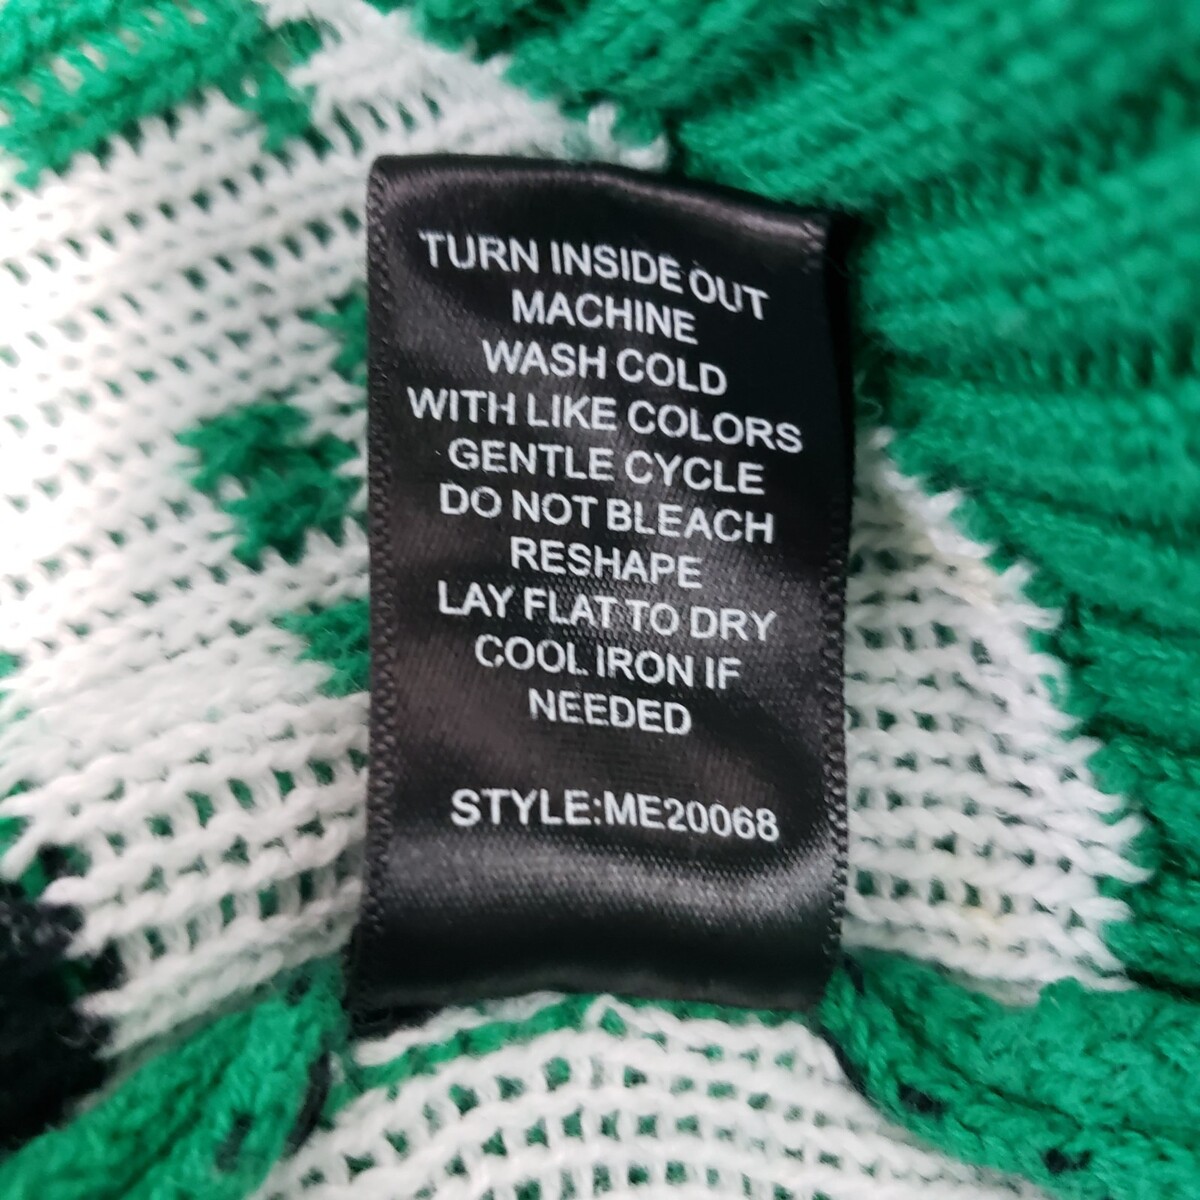 TURN INSIDE OUT
MACHINE
WASH COLD
WITH LIKE COLORS
GENTLE CYCLE
DO NOT BLEACH
RESHAPE
LAY FLAT TO DRY
COOL IRON IF
NEEDED
STYLE:ME20068